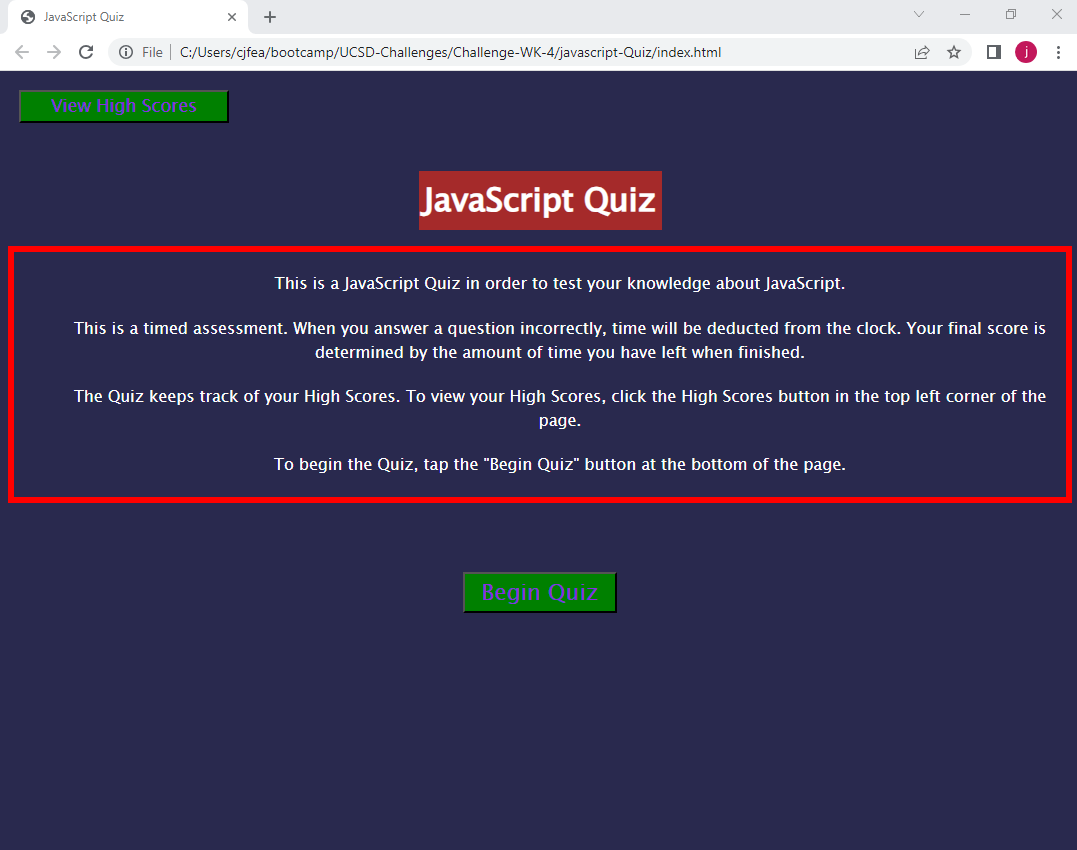 JavaScript Quiz
File
C:/Users/cjfea/bootcamp/UCSD-Challenges/Challenge-WK-4/javascript-Quiz/index.html
j
View High Scores
JavaScript Quiz
This is a JavaScript Quiz in order to test your knowledge about JavaScript.
This is a timed assessment. When you answer a question incorrectly, time will be deducted from the clock. Your final score is
determined by the amount of time you have left when finished.
The Quiz keeps track of your High Scores. To view your High Scores, click the High Scores button in the top left corner of the
page.
To begin the Quiz, tap the "Begin Quiz" button at the bottom of the page.
Begin Quiz